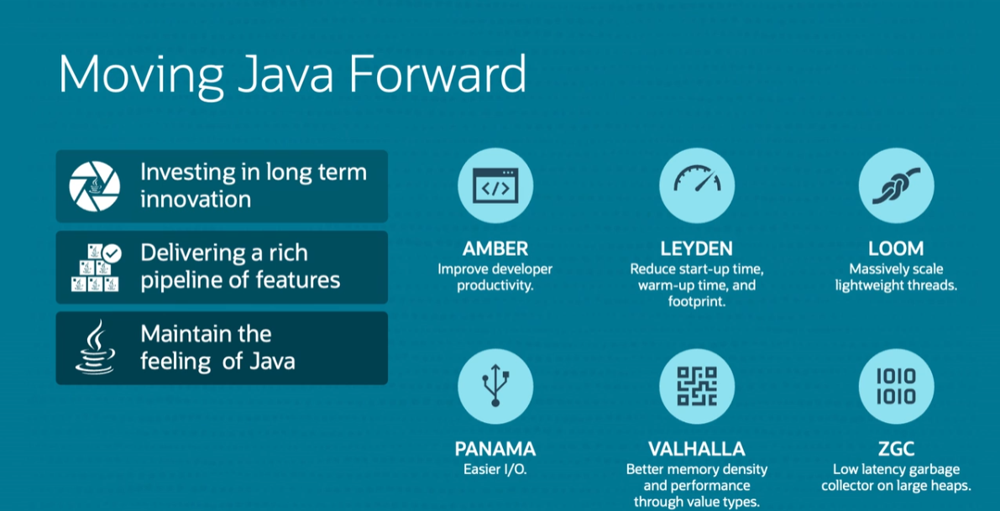 Moving Java Forward
Investing in long term
innovation
Delivering a rich
pipeline of features
Maintain the
feeling of Java
</>
AMBER
Improve developer
productivity.
LEYDEN
Reduce start-up time,
warm-up time, and
footprint.
LOOM
Massively scale
lightweight threads.
PANAMA
Easier I/O.
VALHALLA
Better memory density
and performance
through value types.
1010
1010
ZGC
Low latency garbage
collector on large heaps.